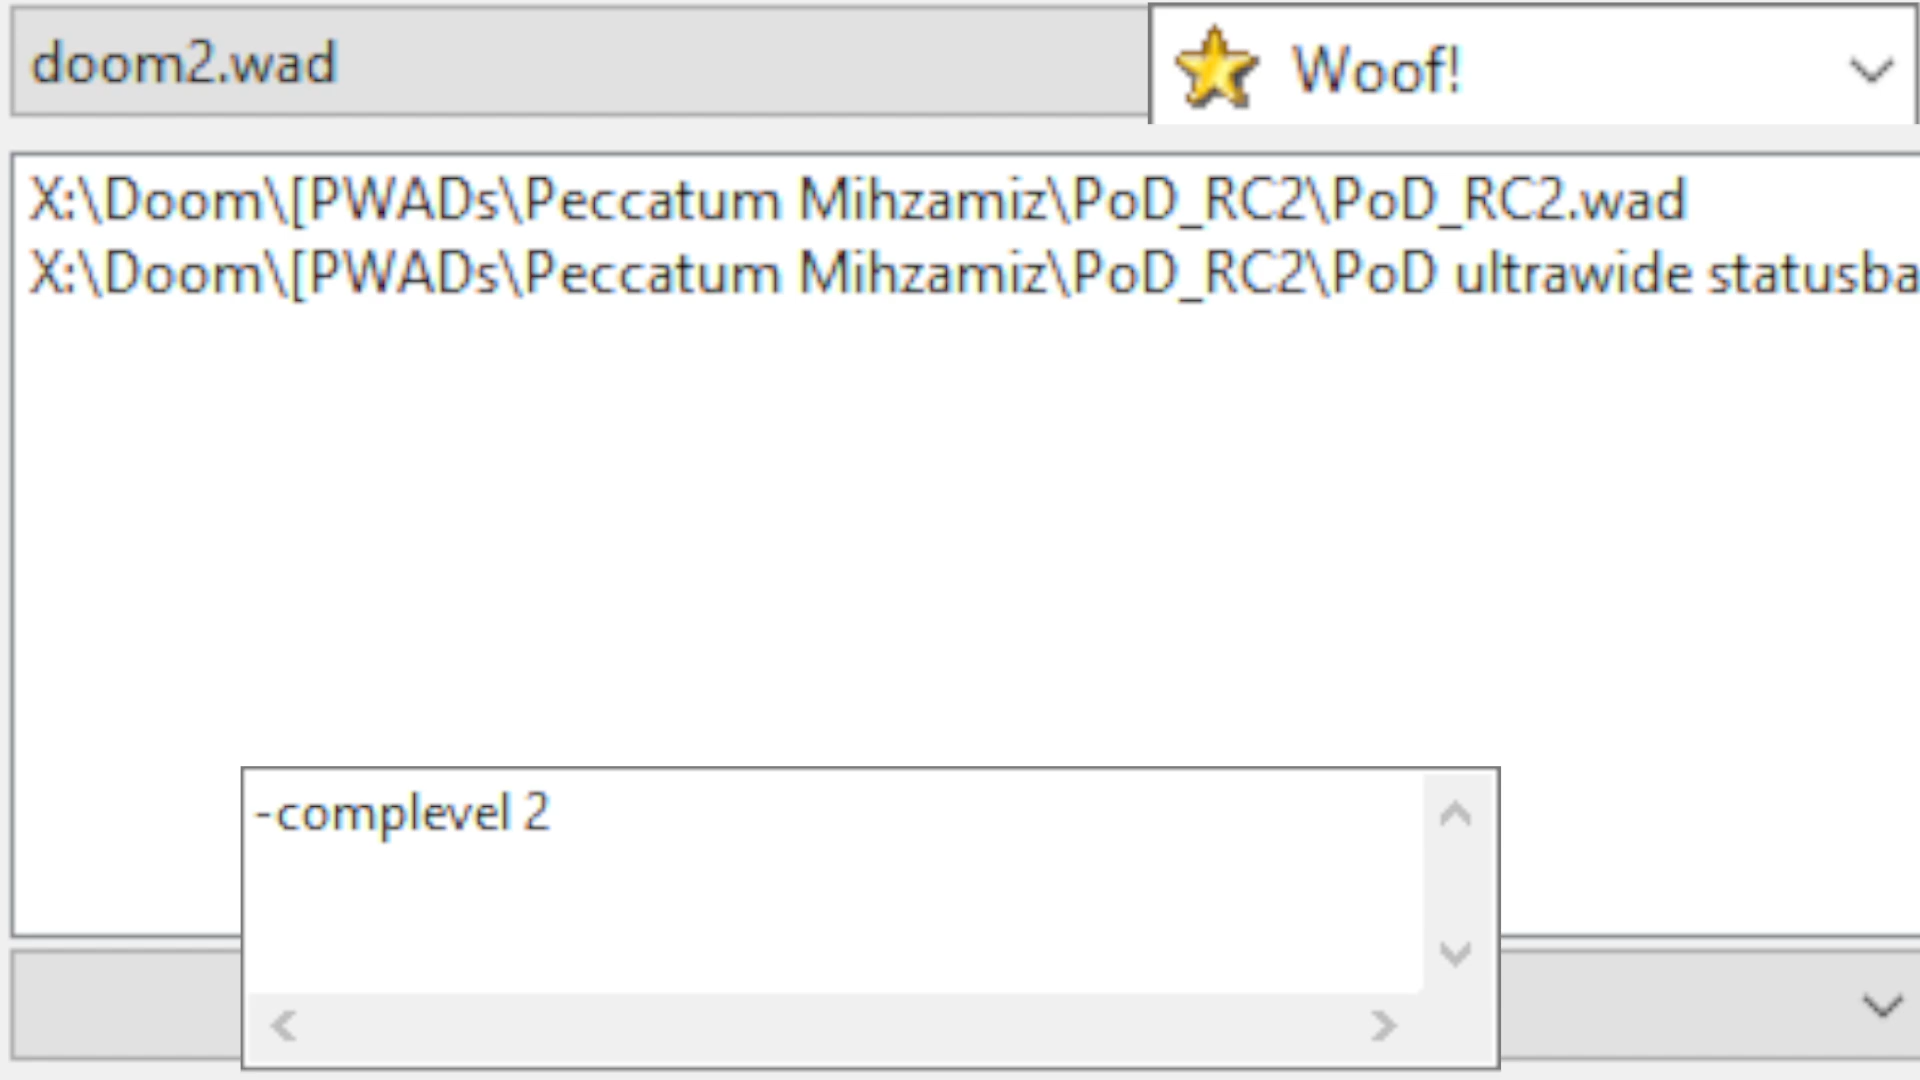 doom2.wad
Woof!
X:\Doom\[PWADs\Peccatum Mihzamiz\PoD_RC2\PoD_RC2.wad
X:\Doom\[PWADs\Peccatum Mihzamiz\PoD_RC2\PoD ultrawide statusba
-complevel 2